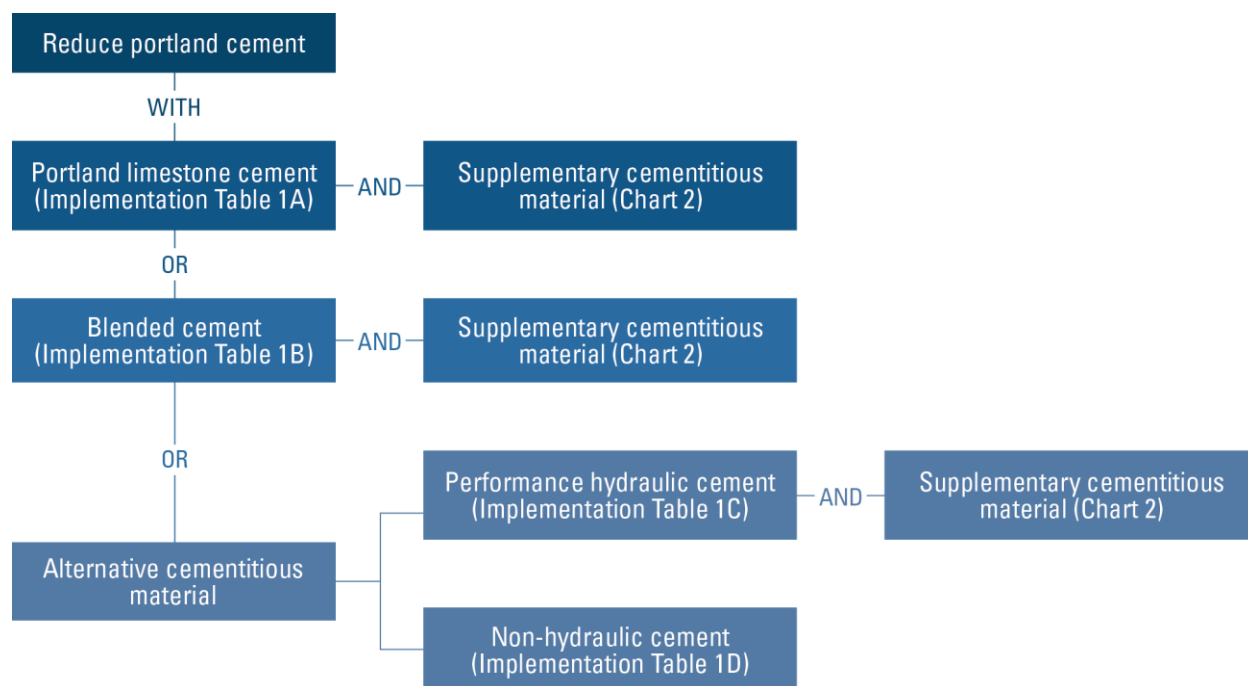 Reduce portland cement
WITH
Portland limestone cement
(Implementation Table 1A)
AND
Supplementary cementitious
material (Chart 2)
OR
Blended cement
(Implementation Table 1B)
AND
Supplementary cementitious
material (Chart 2)
OR
Alternative cementitious
material
Performance hydraulic cement
(Implementation Table 1C)
AND
Supplementary cementitious
material (Chart 2)
Non-hydraulic cement
(Implementation Table 1D)